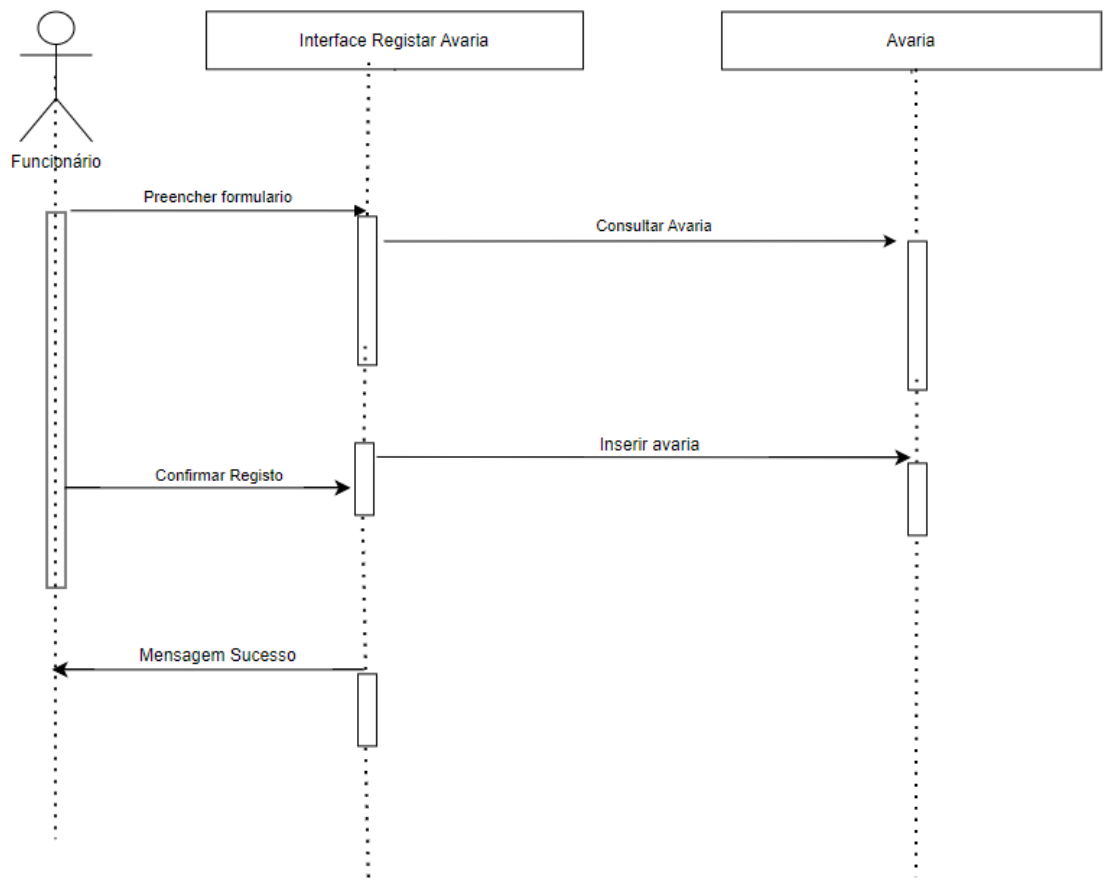 Interface Registar Avaria
Avaria
Funcionário
Preencher formulario
Consultar Avaria
Inserir avaria
Confirmar Registo
Mensagem Sucesso